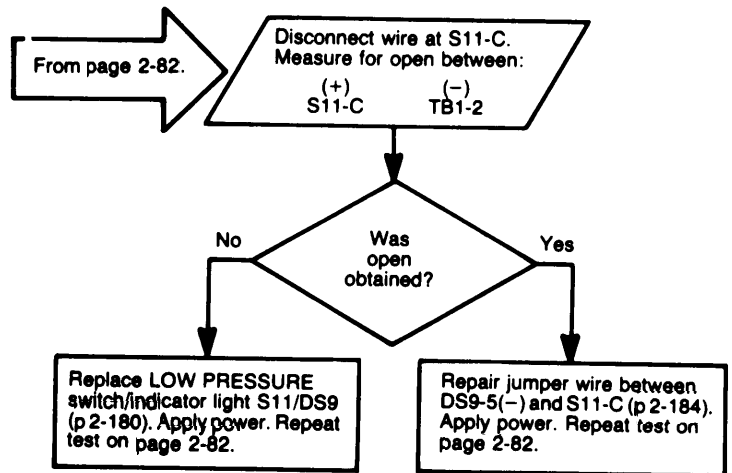 From page 2-82.
Disconnect wire at S11-C.
Measure for open between:
(+) (−)
S11-C TB1-2
No
Was
open
obtained?
Yes
Replace LOW PRESSURE
switch/indicator light S11/DS9
(p 2-180). Apply power. Repeat
test on page 2-82.
Repair jumper wire between
DS9-5(−) and S11-C (p 2-184).
Apply power. Repeat test on
page 2-82.